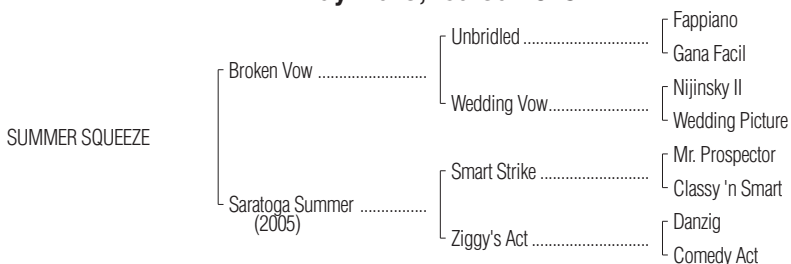 Fappiano
Unbridled
Gana Facil
Broken Vow
Nijinsky II
Wedding Vow
Wedding Picture
SUMMER SQUEEZE
Mr. Prospector
Smart Strike
Classy 'n Smart
Saratoga Summer
(2005)
Danzig
Ziggy's Act
Comedy Act